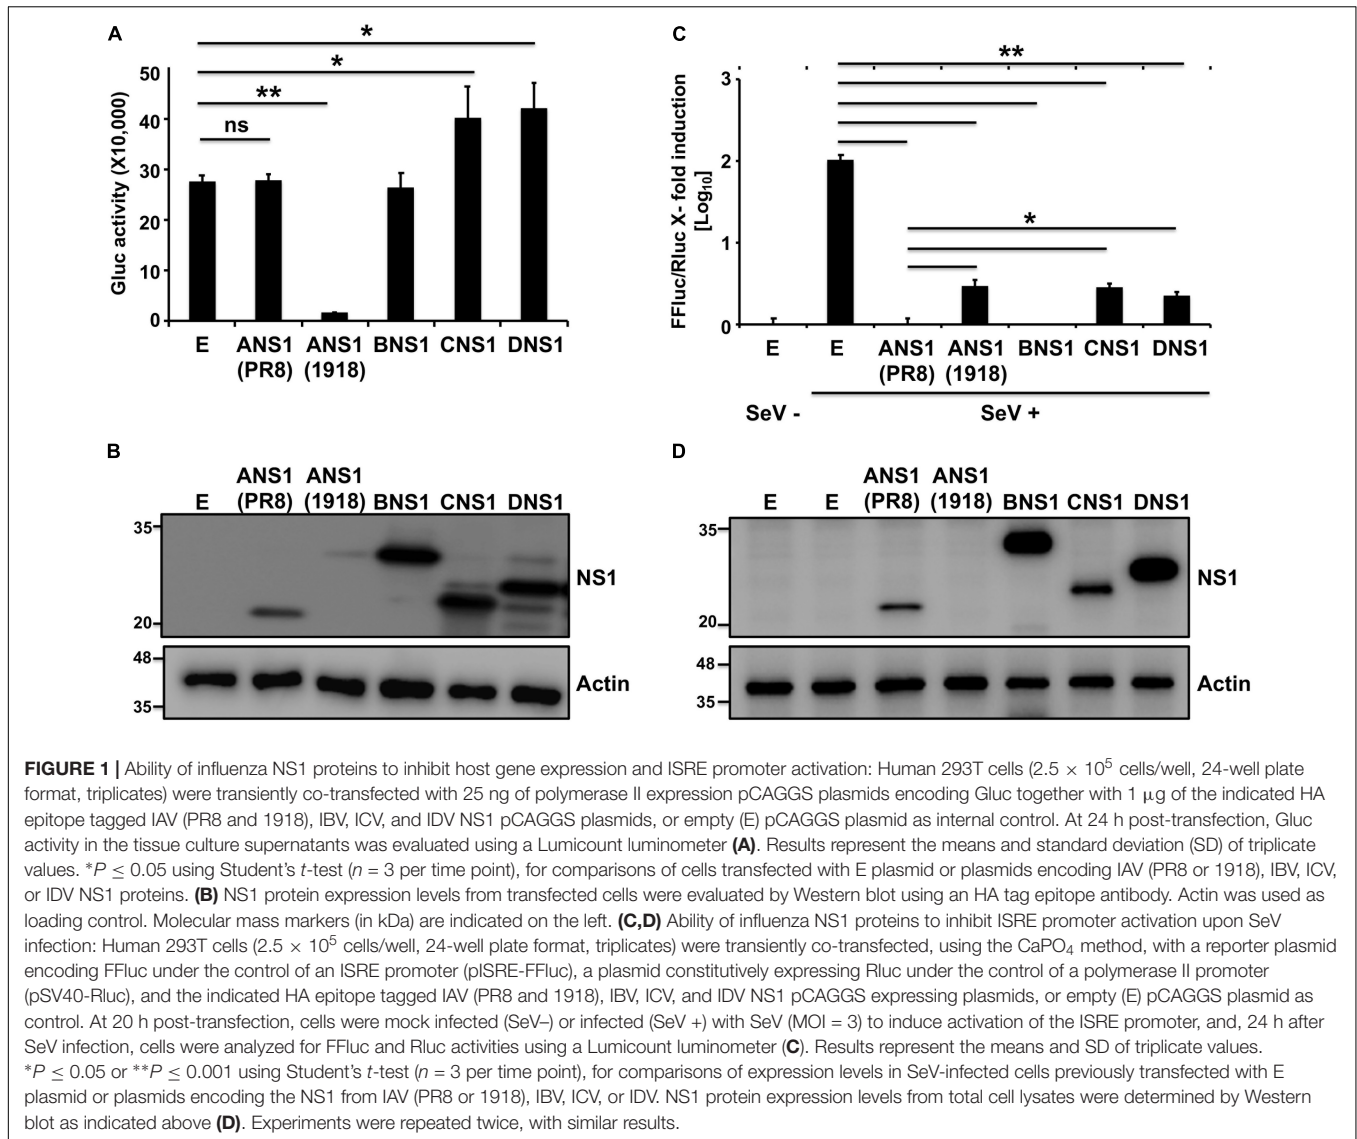 A
*
*
**
ns
Gluc activity (X10,000)
50
40
30
20
10
0
E ANS1 ANS1 BNS1 CNS1 DNS1
(PR8) (1918)
C
**
*
FFluc/Rluc X- fold induction
[Log10]
3
2
1
0
E E ANS1 ANS1 BNS1 CNS1 DNS1
(PR8) (1918)
SeV - SeV +
B
ANS1 ANS1
E (PR8) (1918) BNS1 CNS1 DNS1
35
20
NS1
48
35
Actin
D
ANS1 ANS1
E E (PR8) (1918) BNS1 CNS1 DNS1
35
20
NS1
48
35
Actin
FIGURE 1 | Ability of influenza NS1 proteins to inhibit host gene expression and ISRE promoter activation: Human 293T cells (2.5 × 10⁵ cells/well, 24-well plate
format, triplicates) were transiently co-transfected with 25 ng of polymerase II expression pCAGGS plasmids encoding Gluc together with 1 μg of the indicated HA
epitope tagged IAV (PR8 and 1918), IBV, ICV, and IDV NS1 pCAGGS plasmids, or empty (E) pCAGGS plasmid as internal control. At 24 h post-transfection, Gluc
activity in the tissue culture supernatants was evaluated using a Lumicount luminometer (A). Results represent the means and standard deviation (SD) of triplicate
values. *P ≤ 0.05 using Student's t-test (n = 3 per time point), for comparisons of cells transfected with E plasmid or plasmids encoding IAV (PR8 or 1918), IBV, ICV,
or IDV NS1 proteins. (B) NS1 protein expression levels from transfected cells were evaluated by Western blot using an HA tag epitope antibody. Actin was used as
loading control. Molecular mass markers (in kDa) are indicated on the left. (C,D) Ability of influenza NS1 proteins to inhibit ISRE promoter activation upon SeV
infection: Human 293T cells (2.5 × 10⁵ cells/well, 24-well plate format, triplicates) were transiently co-transfected, using the CaPO₄ method, with a reporter plasmid
encoding FFluc under the control of an ISRE promoter (pISRE-FFluc), a plasmid constitutively expressing Rluc under the control of a polymerase II promoter
(pSV40-Rluc), and the indicated HA epitope tagged IAV (PR8 and 1918), IBV, ICV, and IDV NS1 pCAGGS expressing plasmids, or empty (E) pCAGGS plasmid as
control. At 20 h post-transfection, cells were mock infected (SeV–) or infected (SeV +) with SeV (MOI = 3) to induce activation of the ISRE promoter, and, 24 h after
SeV infection, cells were analyzed for FFluc and Rluc activities using a Lumicount luminometer (C). Results represent the means and SD of triplicate values.
*P ≤ 0.05 or **P ≤ 0.001 using Student's t-test (n = 3 per time point), for comparisons of expression levels in SeV-infected cells previously transfected with E
plasmid or plasmids encoding the NS1 from IAV (PR8 or 1918), IBV, ICV, or IDV. NS1 protein expression levels from total cell lysates were determined by Western
blot as indicated above (D). Experiments were repeated twice, with similar results.